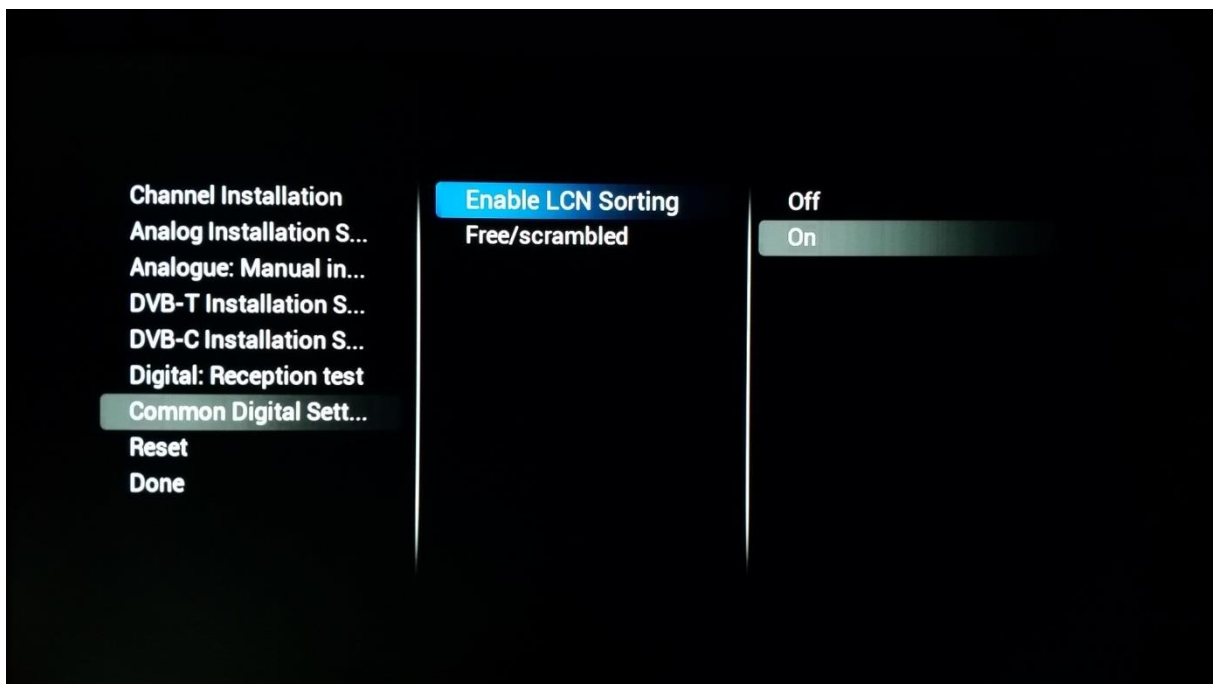 Channel Installation
Analog Installation S...
Analogue: Manual in...
DVB-T Installation S...
DVB-C Installation S...
Digital: Reception test
Common Digital Sett...
Reset
Done
Enable LCN Sorting
Free/scrambled
Off
On